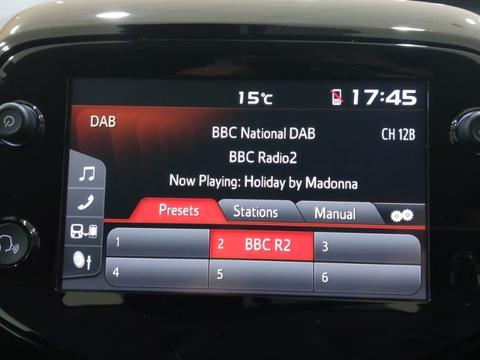 15°C 17:45
DAB
BBC National DAB CH 12B
BBC Radio2
Now Playing: Holiday by Madonna
Presets Stations Manual
1 2 BBC R2 3
4 5 6